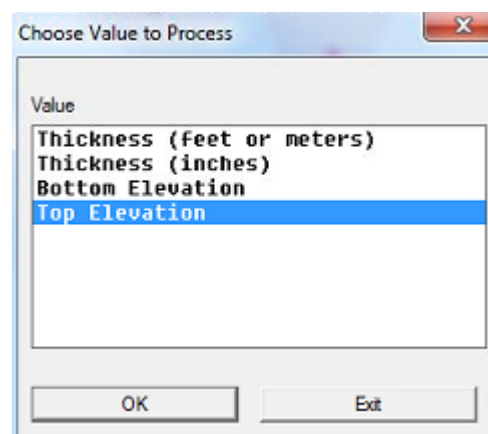 Choose Value to Process
Value
Thickness (feet or meters)
Thickness (inches)
Bottom Elevation
Top Elevation
OK Exit